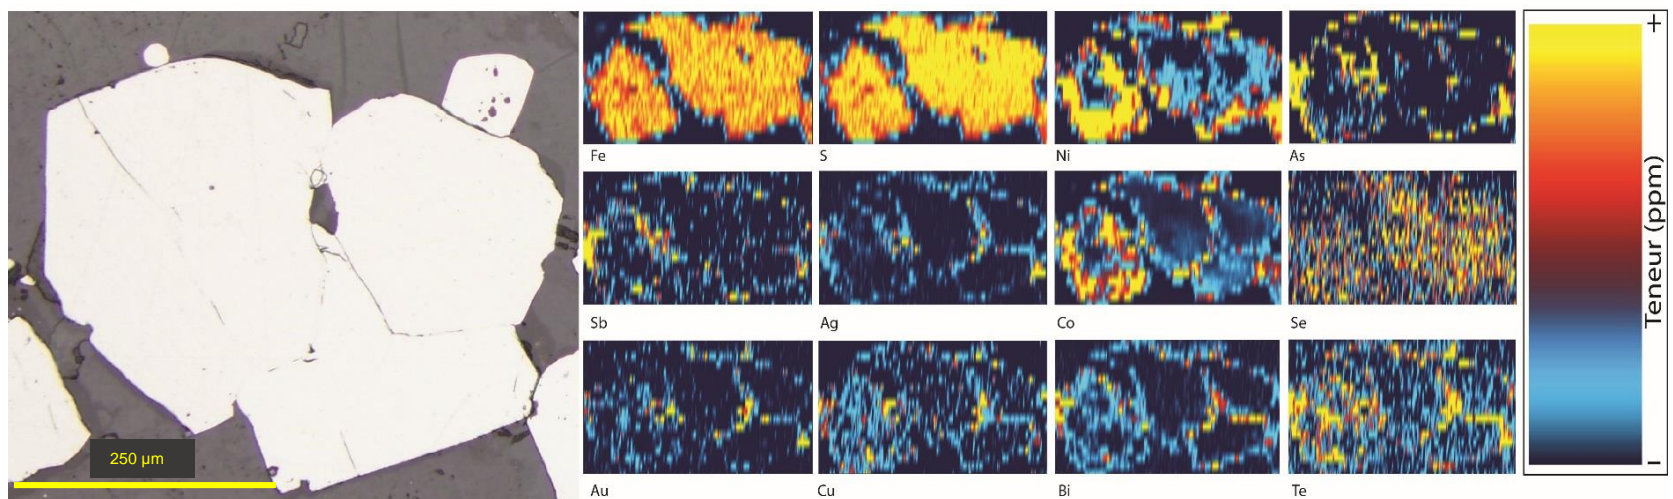 250 µm
Fe
S
Ni
As
Sb
Ag
Co
Se
Au
Cu
Bi
Te
+
Teneur (ppm)
-